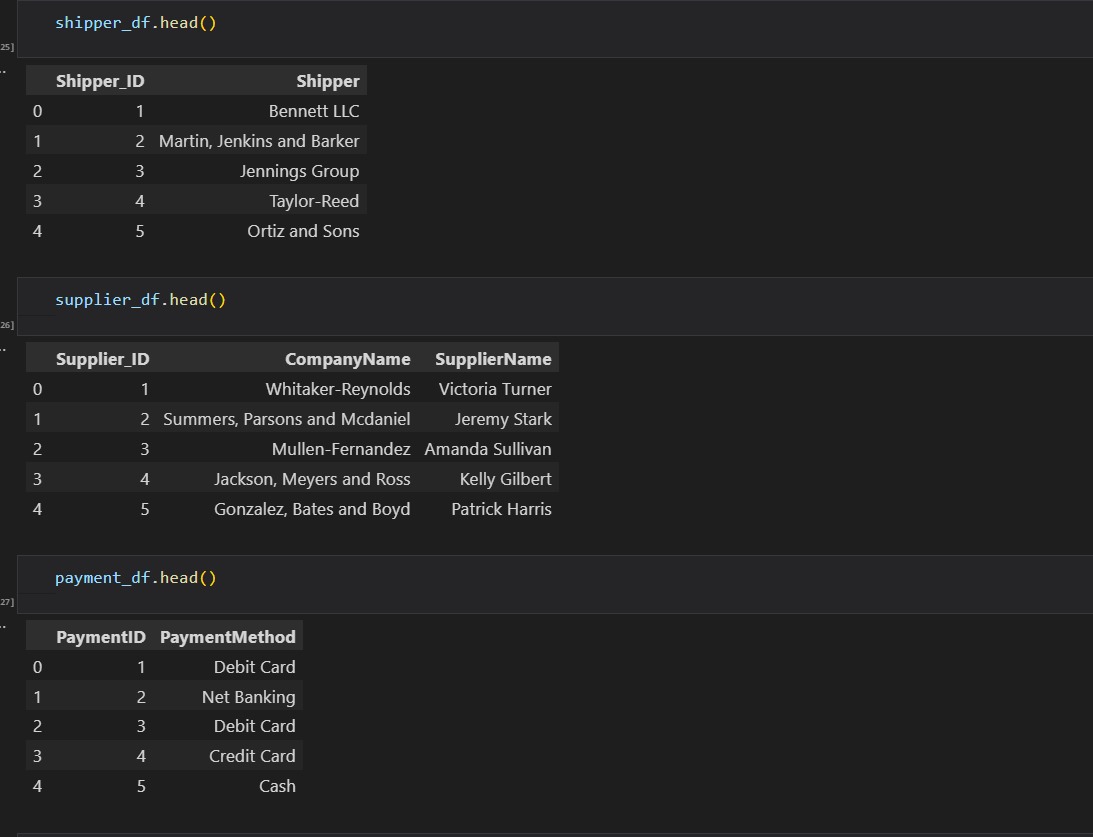 shipper_df.head()
25]
..
Shipper_ID Shipper
0 1 Bennett LLC
1 2 Martin, Jenkins and Barker
2 3 Jennings Group
3 4 Taylor-Reed
4 5 Ortiz and Sons
supplier_df.head()
26]
..
Supplier_ID CompanyName SupplierName
0 1 Whitaker-Reynolds Victoria Turner
1 2 Summers, Parsons and Mcdaniel Jeremy Stark
2 3 Mullen-Fernandez Amanda Sullivan
3 4 Jackson, Meyers and Ross Kelly Gilbert
4 5 Gonzalez, Bates and Boyd Patrick Harris
payment_df.head()
27]
..
PaymentID PaymentMethod
0 1 Debit Card
1 2 Net Banking
2 3 Debit Card
3 4 Credit Card
4 5 Cash